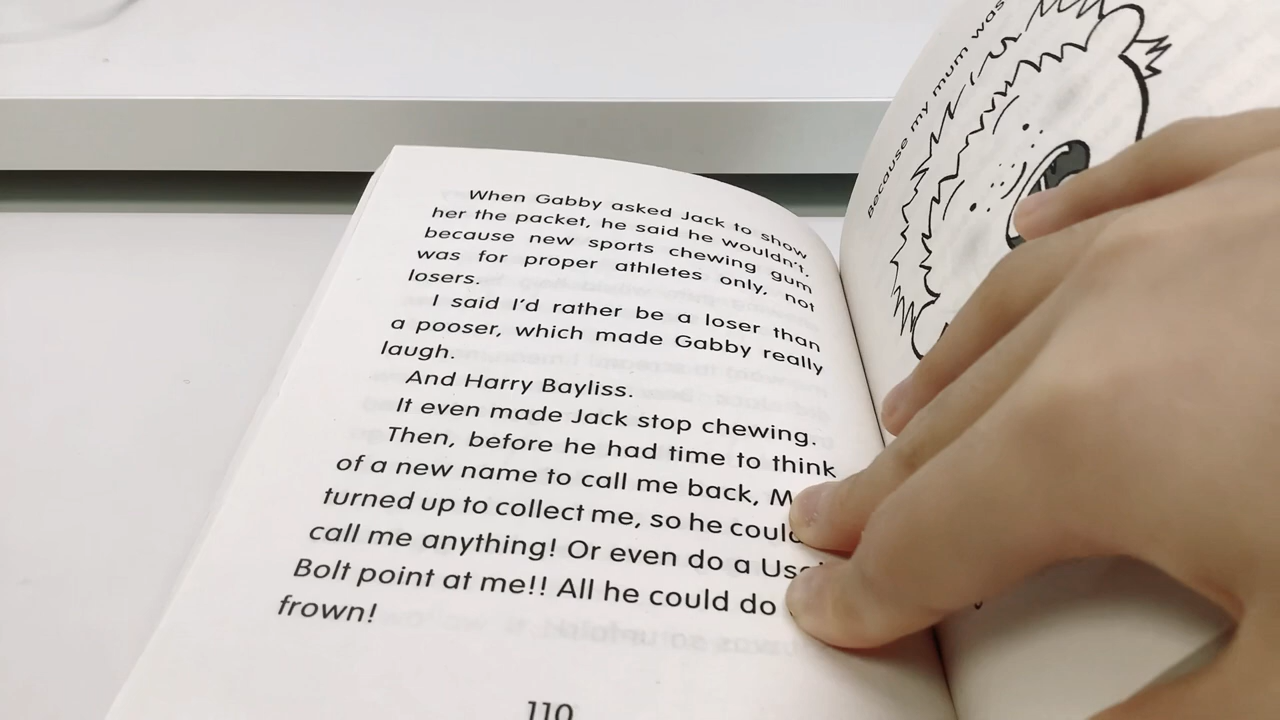 When Gabby asked Jack to show
her the packet, he said he wouldn't,
because new sports chewing gum
was for proper athletes only, not
losers.
I said I'd rather be a loser than
a pooser, which made Gabby really
laugh.
And Harry Bayliss.
It even made Jack stop chewing.
Then, before he had time to think
of a new name to call me back,
turned up to collect me, so he
call me anything! Or even do a
Bolt point at me!! All he could do
frown!
110
Because my mum was